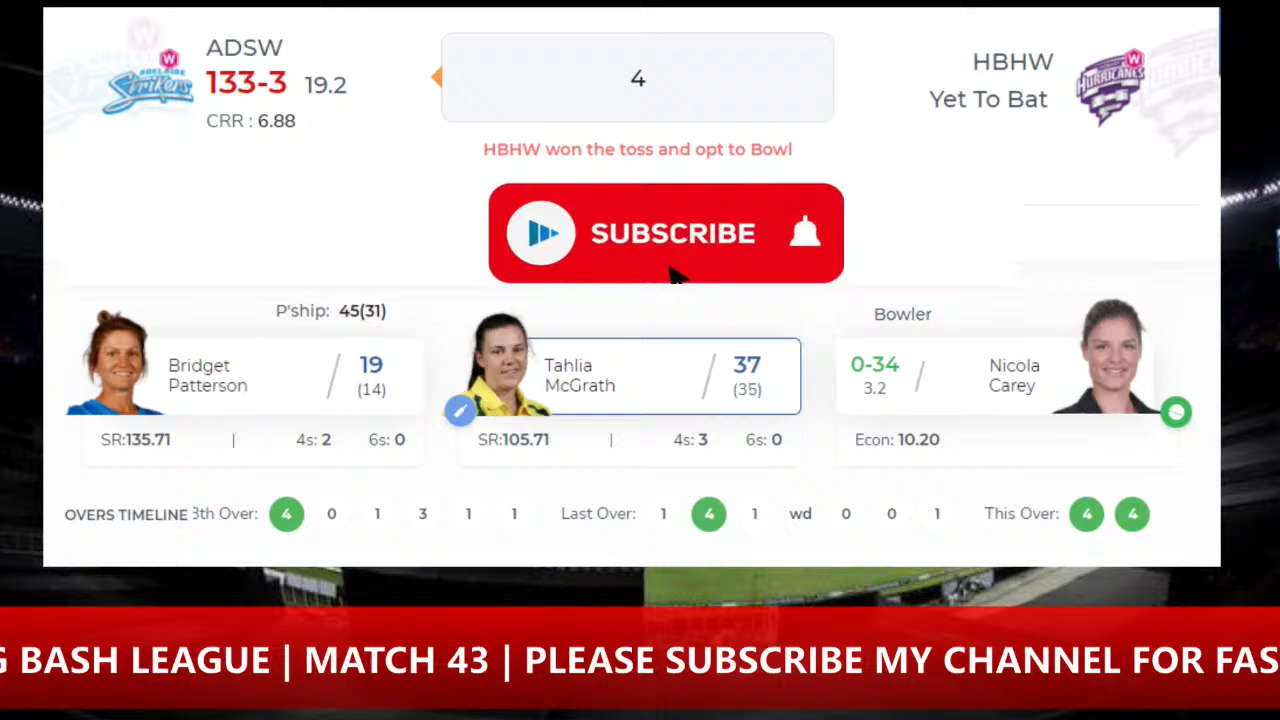 ADSW
133-3 19.2
CRR : 6.88
ADELAIDE
Strikers
W
4
HBHW won the toss and opt to Bowl
HBHW
Yet To Bat
W
HURRICANES
SUBSCRIBE
P'ship: 45(31)
Bowler
Bridget
Patterson
19
(14)
Tahlia
McGrath
37
(35)
0-34
3.2
Nicola
Carey
SR:135.71 | 4s: 2 6s: 0
SR:105.71 | 4s: 3 6s: 0
Econ: 10.20
OVERS TIMELINE 8th Over: 4 0 1 3 1 1 Last Over: 1 4 1 wd 0 0 1 This Over: 4 4
G BASH LEAGUE | MATCH 43 | PLEASE SUBSCRIBE MY CHANNEL FOR FAS